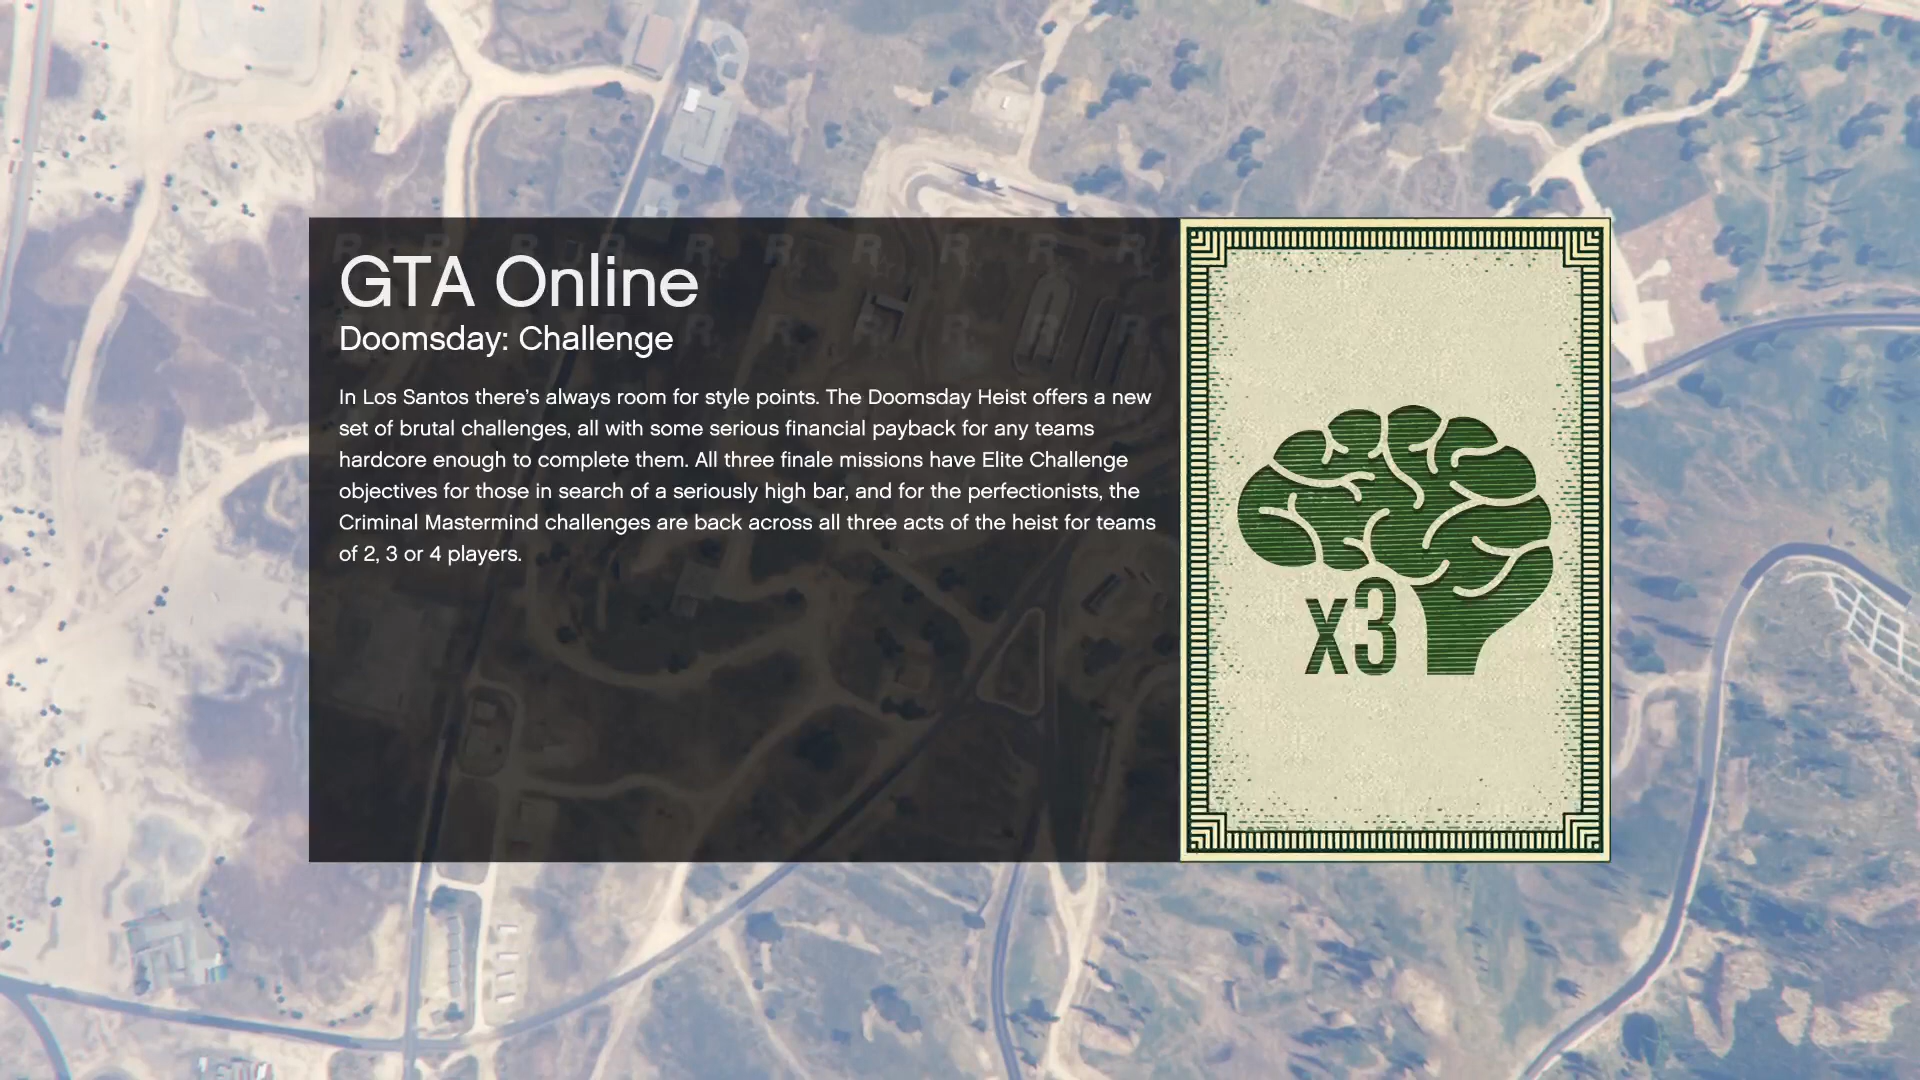 GTA Online
Doomsday: Challenge
In Los Santos there's always room for style points. The Doomsday Heist offers a new
set of brutal challenges, all with some serious financial payback for any teams
hardcore enough to complete them. All three finale missions have Elite Challenge
objectives for those in search of a seriously high bar, and for the perfectionists, the
Criminal Mastermind challenges are back across all three acts of the heist for teams
of 2, 3 or 4 players.
x3